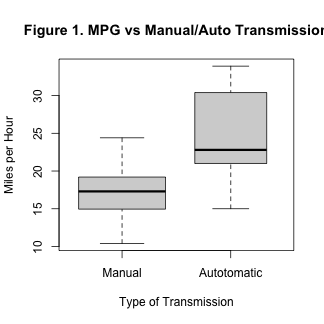 Figure 1. MPG vs Manual/Auto Transmission
Miles per Hour
30
25
20
15
10
Manual
Autotomatic
Type of Transmission